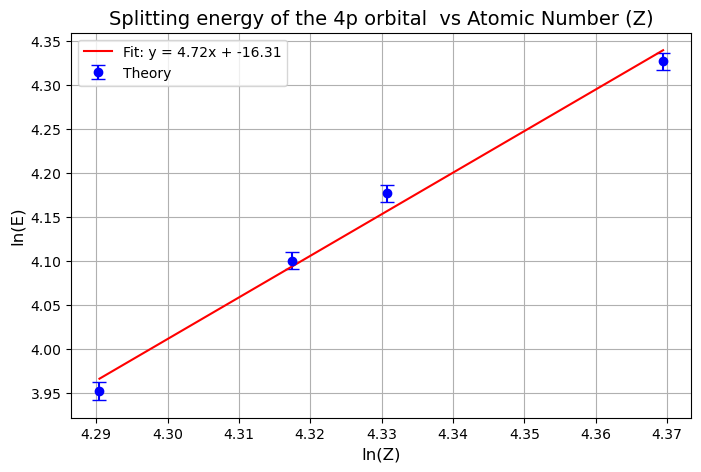 Splitting energy of the 4p orbital  vs Atomic Number (Z)
Fit: y = 4.72x + -16.31
Theory
ln(E)
4.35
4.30
4.25
4.20
4.15
4.10
4.05
4.00
3.95
4.29 4.30 4.31 4.32 4.33 4.34 4.35 4.36 4.37
ln(Z)